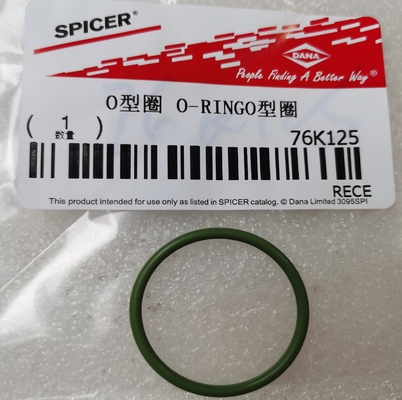 SPICER®
DANA
People Finding A Better Way®
O型圈 O-RINGO型圈
( 1 )
数量
76K125
RECE
This product intended for use only as listed in SPICER catalog. © Dana Limited 3095SPI